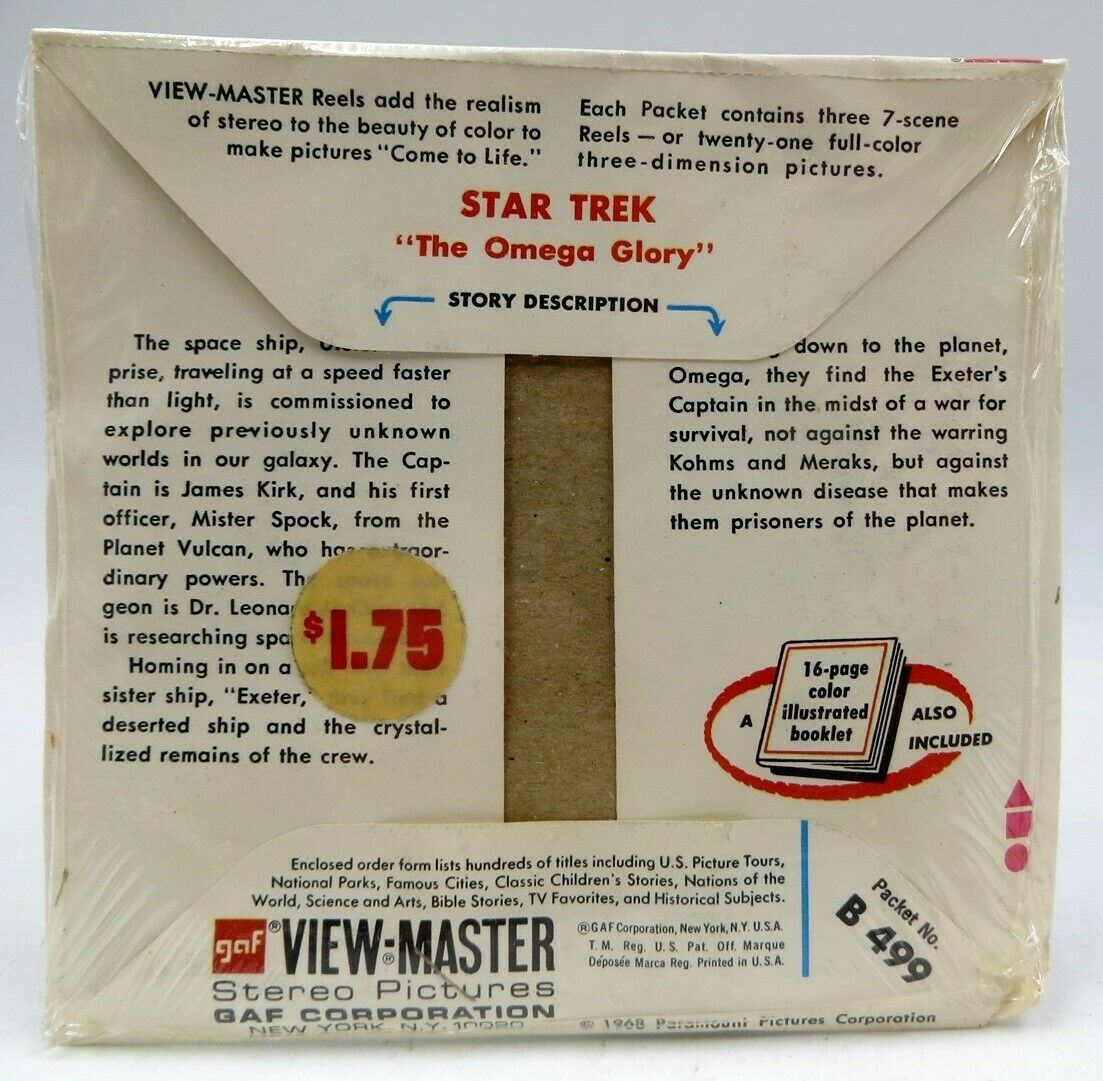 VIEW-MASTER Reels add the realism
of stereo to the beauty of color to
make pictures "Come to Life."
Each Packet contains three 7-scene
Reels — or twenty-one full-color
three-dimension pictures.
STAR TREK
"The Omega Glory"
STORY DESCRIPTION
The space ship,
prise, traveling at a speed faster
than light, is commissioned to
explore previously unknown
worlds in our galaxy. The Cap-
tain is James Kirk, and his first
officer, Mister Spock, from the
Planet Vulcan, who has extraor-
dinary powers. The
geon is Dr.
is researching
Homing in on a
sister ship, "Exeter,"
deserted ship and the crystal-
lized remains of the crew.
$1.75
down to the planet,
Omega, they find the Exeter's
Captain in the midst of a war for
survival, not against the warring
Kohms and Meraks, but against
the unknown disease that makes
them prisoners of the planet.
A
16-page
color
illustrated
booklet
ALSO
INCLUDED
Enclosed order form lists hundreds of titles including U.S. Picture Tours,
National Parks, Famous Cities, Classic Children's Stories, Nations of the
World, Science and Arts, Bible Stories, TV Favorites, and Historical Subjects.
gaf® VIEW-MASTER®
Stereo Pictures
GAF CORPORATION
NEW YORK, N.Y. 10020
®GAF Corporation, New York, N.Y. U.S.A.
T.M. Reg. U.S. Pat. Off. Marque
Déposée Marca Reg. Printed in U.S.A.
Packet No.
B 499
© 1968 Paramount Pictures Corporation